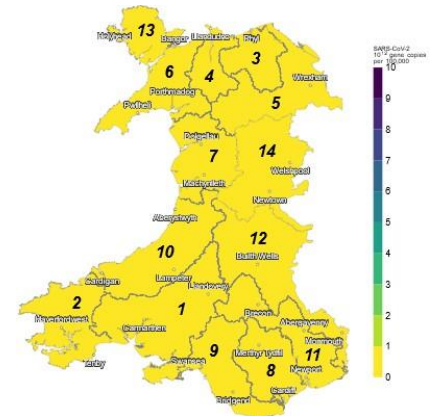 SARS-CoV-2
10^12 gene copies
per 100,000
10
9
8
7
6
5
4
3
2
1
0
13
Holyhead
Bangor
Llandudno
Rhyl
3
6
4
Wrexham
Porthmadog
5
Pwllheli
Dolgellau
7
14
Welshpool
Machynlleth
Newtown
Aberystwyth
12
10
Builth Wells
Cardigan
Lampeter
Llandovery
2
Haverfordwest
1
Brecon
Abergavenny
Carmarthen
Monmouth
Tenby
Swansea
9
Merthyr Tydfil
11
8
Newport
Cardiff
Bridgend